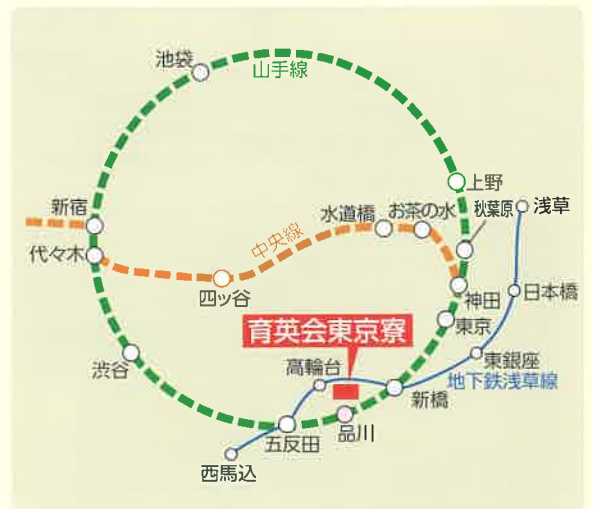 池袋
山手線
上野
新宿
水道橋
お茶の水
秋葉原
浅草
代々木
中央線
四ッ谷
神田
日本橋
育英会東京寮
東京
渋谷
高輪台
東銀座
地下鉄浅草線
新橋
五反田
品川
西馬込